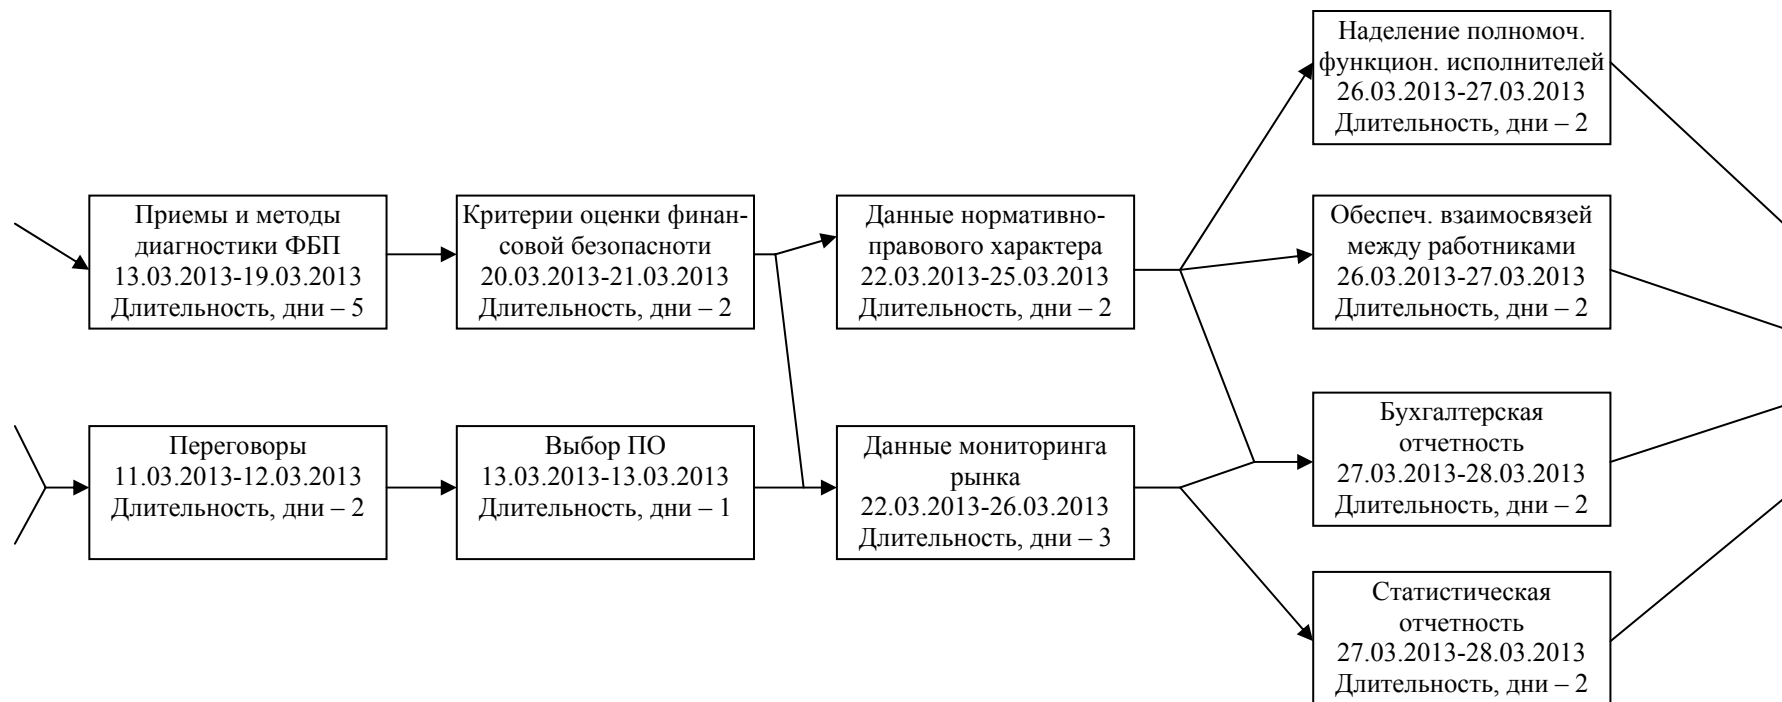 Наделение полномоч.
функцион. исполнителей
26.03.2013-27.03.2013
Длительность, дни – 2
Приемы и методы
диагностики ФБП
13.03.2013-19.03.2013
Длительность, дни – 5
Критерии оценки финан-
совой безопасноти
20.03.2013-21.03.2013
Длительность, дни – 2
Данные нормативно-
правового характера
22.03.2013-25.03.2013
Длительность, дни – 2
Обеспеч. взаимосвязей
между работниками
26.03.2013-27.03.2013
Длительность, дни – 2
Переговоры
11.03.2013-12.03.2013
Длительность, дни – 2
Выбор ПО
13.03.2013-13.03.2013
Длительность, дни – 1
Данные мониторинга
рынка
22.03.2013-26.03.2013
Длительность, дни – 3
Бухгалтерская
отчетность
27.03.2013-28.03.2013
Длительность, дни – 2
Статистическая
отчетность
27.03.2013-28.03.2013
Длительность, дни – 2